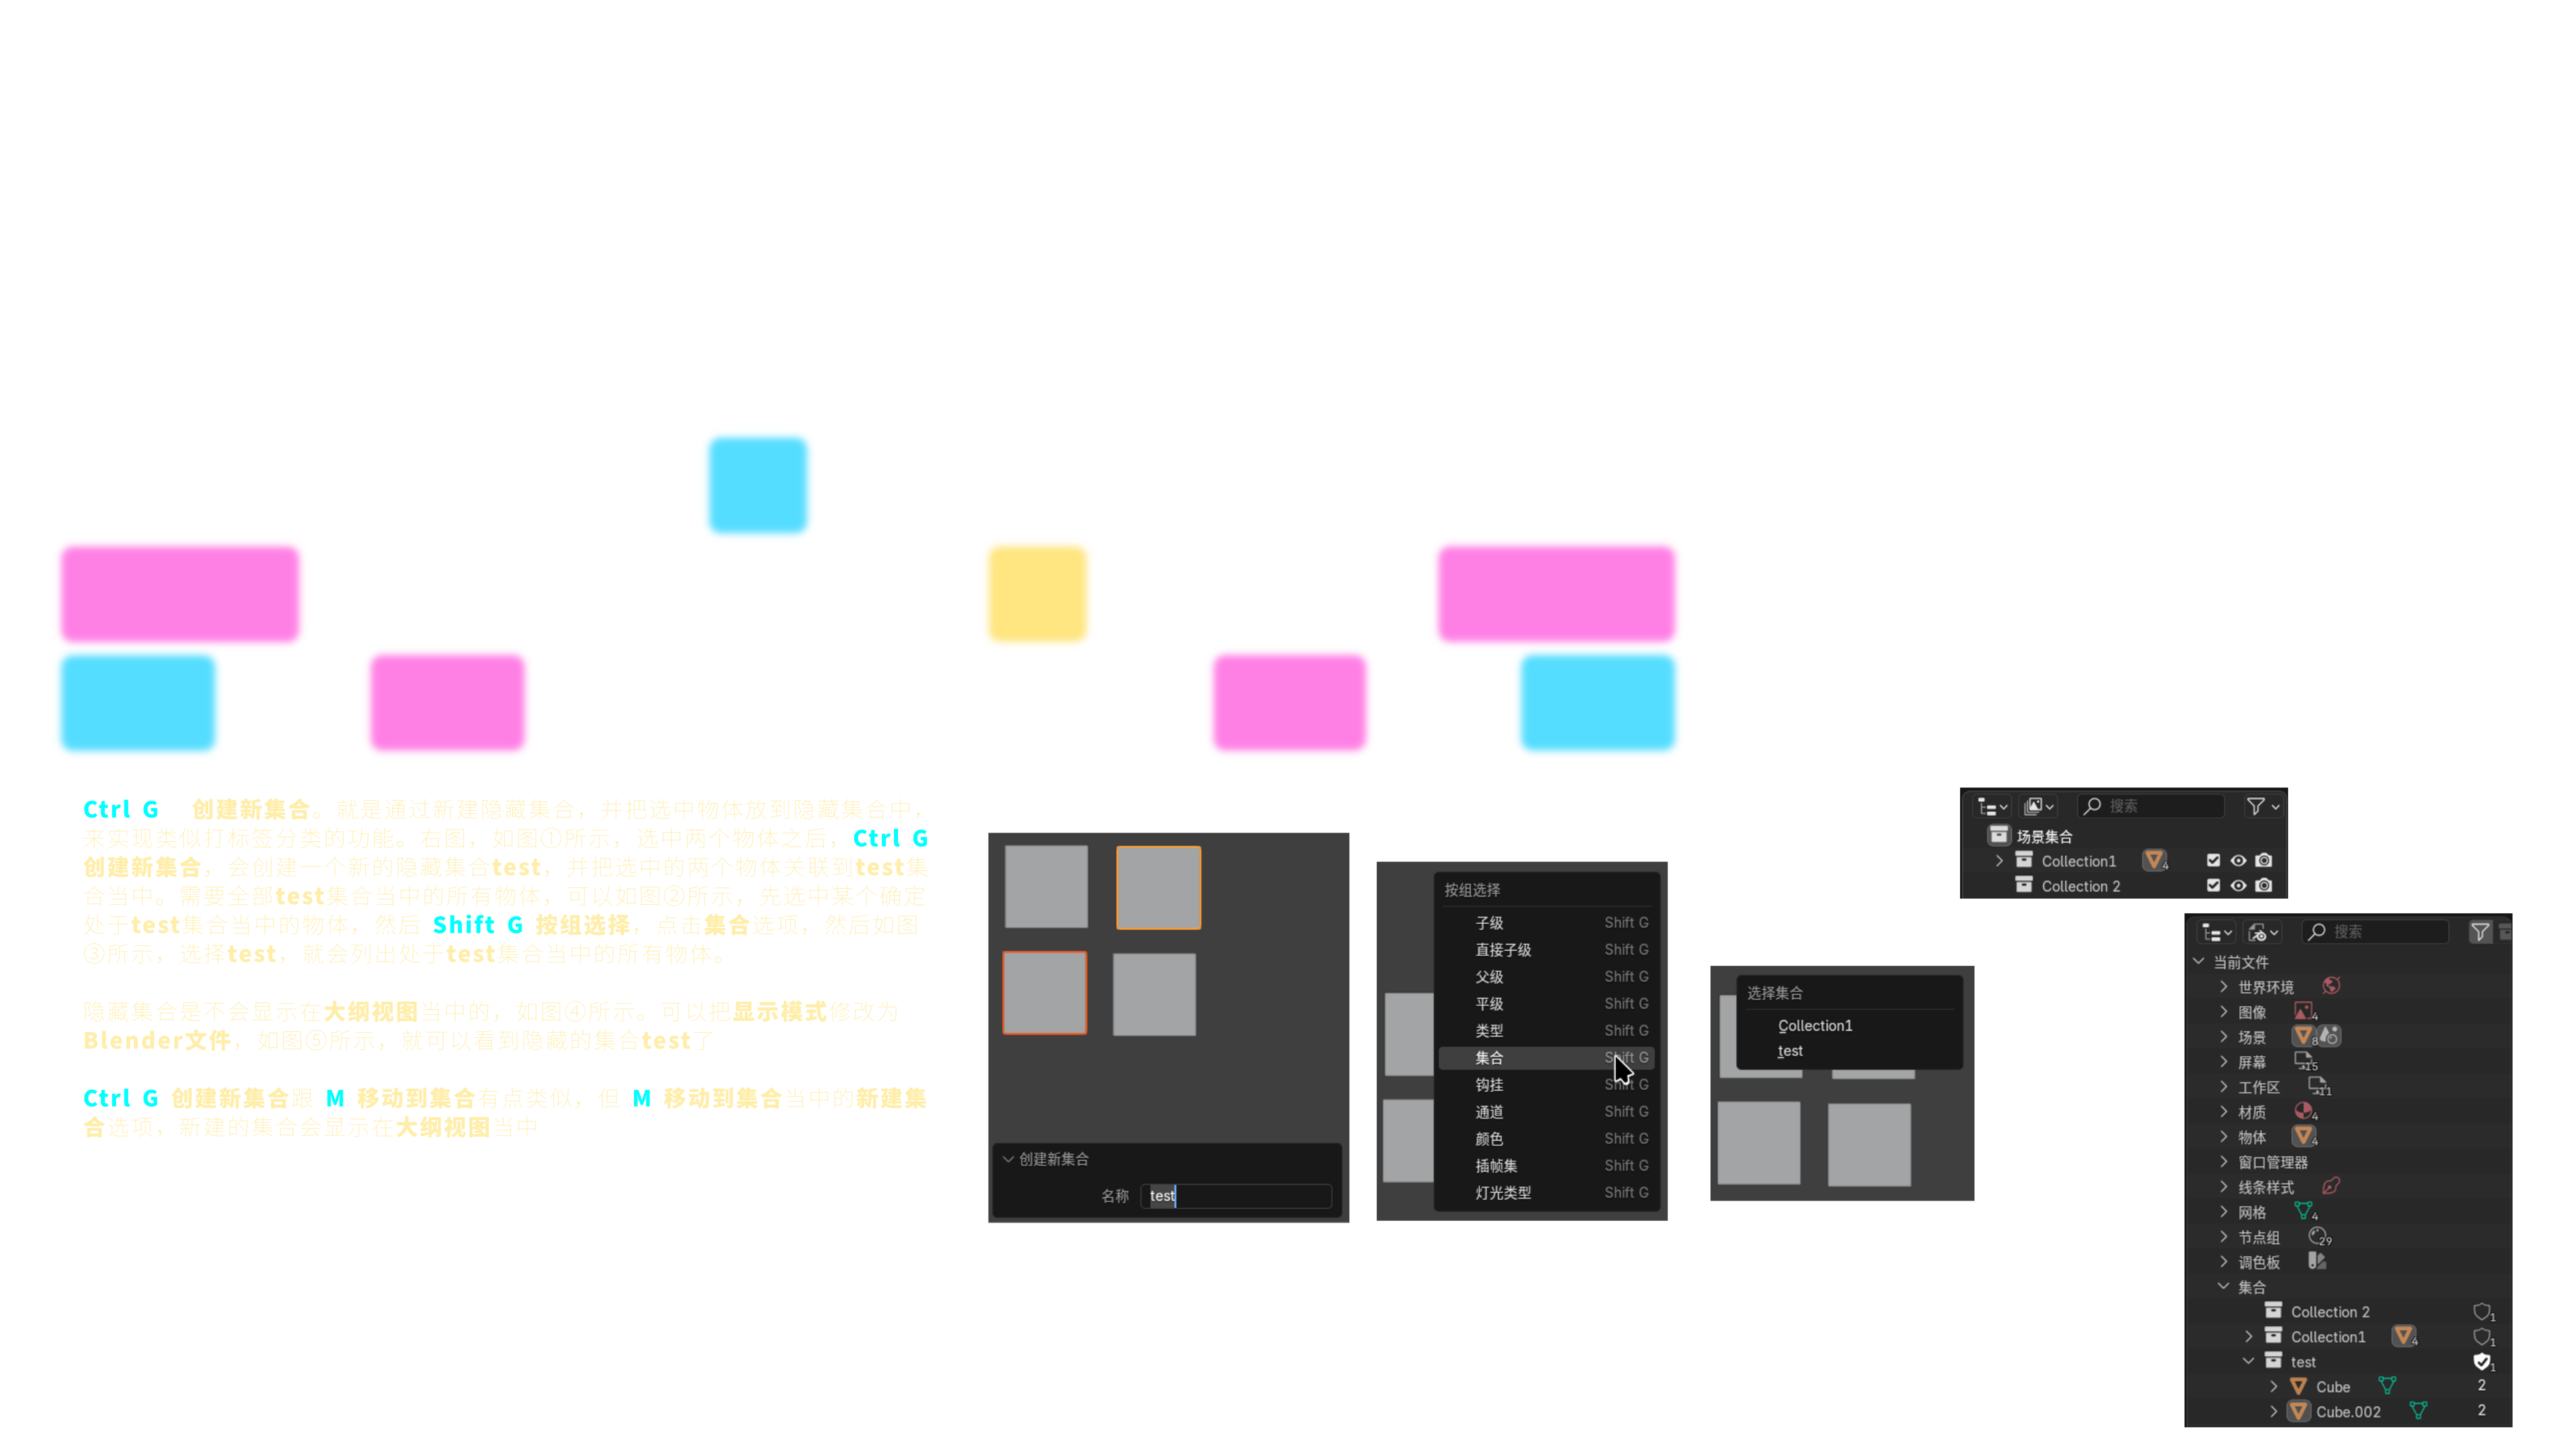 Ctrl G 创建新集合。就是通过新建隐藏集合，并把选中物体放到隐藏集合中，
来实现类似打标签分类的功能。右图，如图①所示，选中两个物体之后，Ctrl G
创建新集合，会创建一个新的隐藏集合test，并把选中的两个物体关联到test集
合当中。需要全部test集合当中的所有物体，可以如图②所示，先选中某个确定
处于test集合当中的物体，然后 Shift G 按组选择，点击集合选项，然后如图
③所示，选择test，就会列出处于test集合当中的所有物体。
隐藏集合是不会显示在大纲视图当中的，如图④所示。可以把显示模式修改为
Blender文件，如图⑤所示，就可以看到隐藏的集合test了
Ctrl G 创建新集合跟 M 移动到集合有点类似，但 M 移动到集合当中的新建集
合选项，新建的集合会显示在大纲视图当中
创建新集合
名称 test
按组选择
子级 Shift G
直接子级 Shift G
父级 Shift G
平级 Shift G
类型 Shift G
集合 Shift G
钩挂 Shift G
通道 Shift G
颜色 Shift G
插帧集 Shift G
灯光类型 Shift G
选择集合
Collection1
test
搜索
场景集合
Collection1 4
Collection 2
搜索
当前文件
世界环境
图像 4
场景 8
屏幕 15
工作区 11
材质 4
物体 4
窗口管理器
线条样式
网格 4
节点组 29
调色板
集合
Collection 2 1
Collection1 4 1
test 1
Cube 2
Cube.002 2